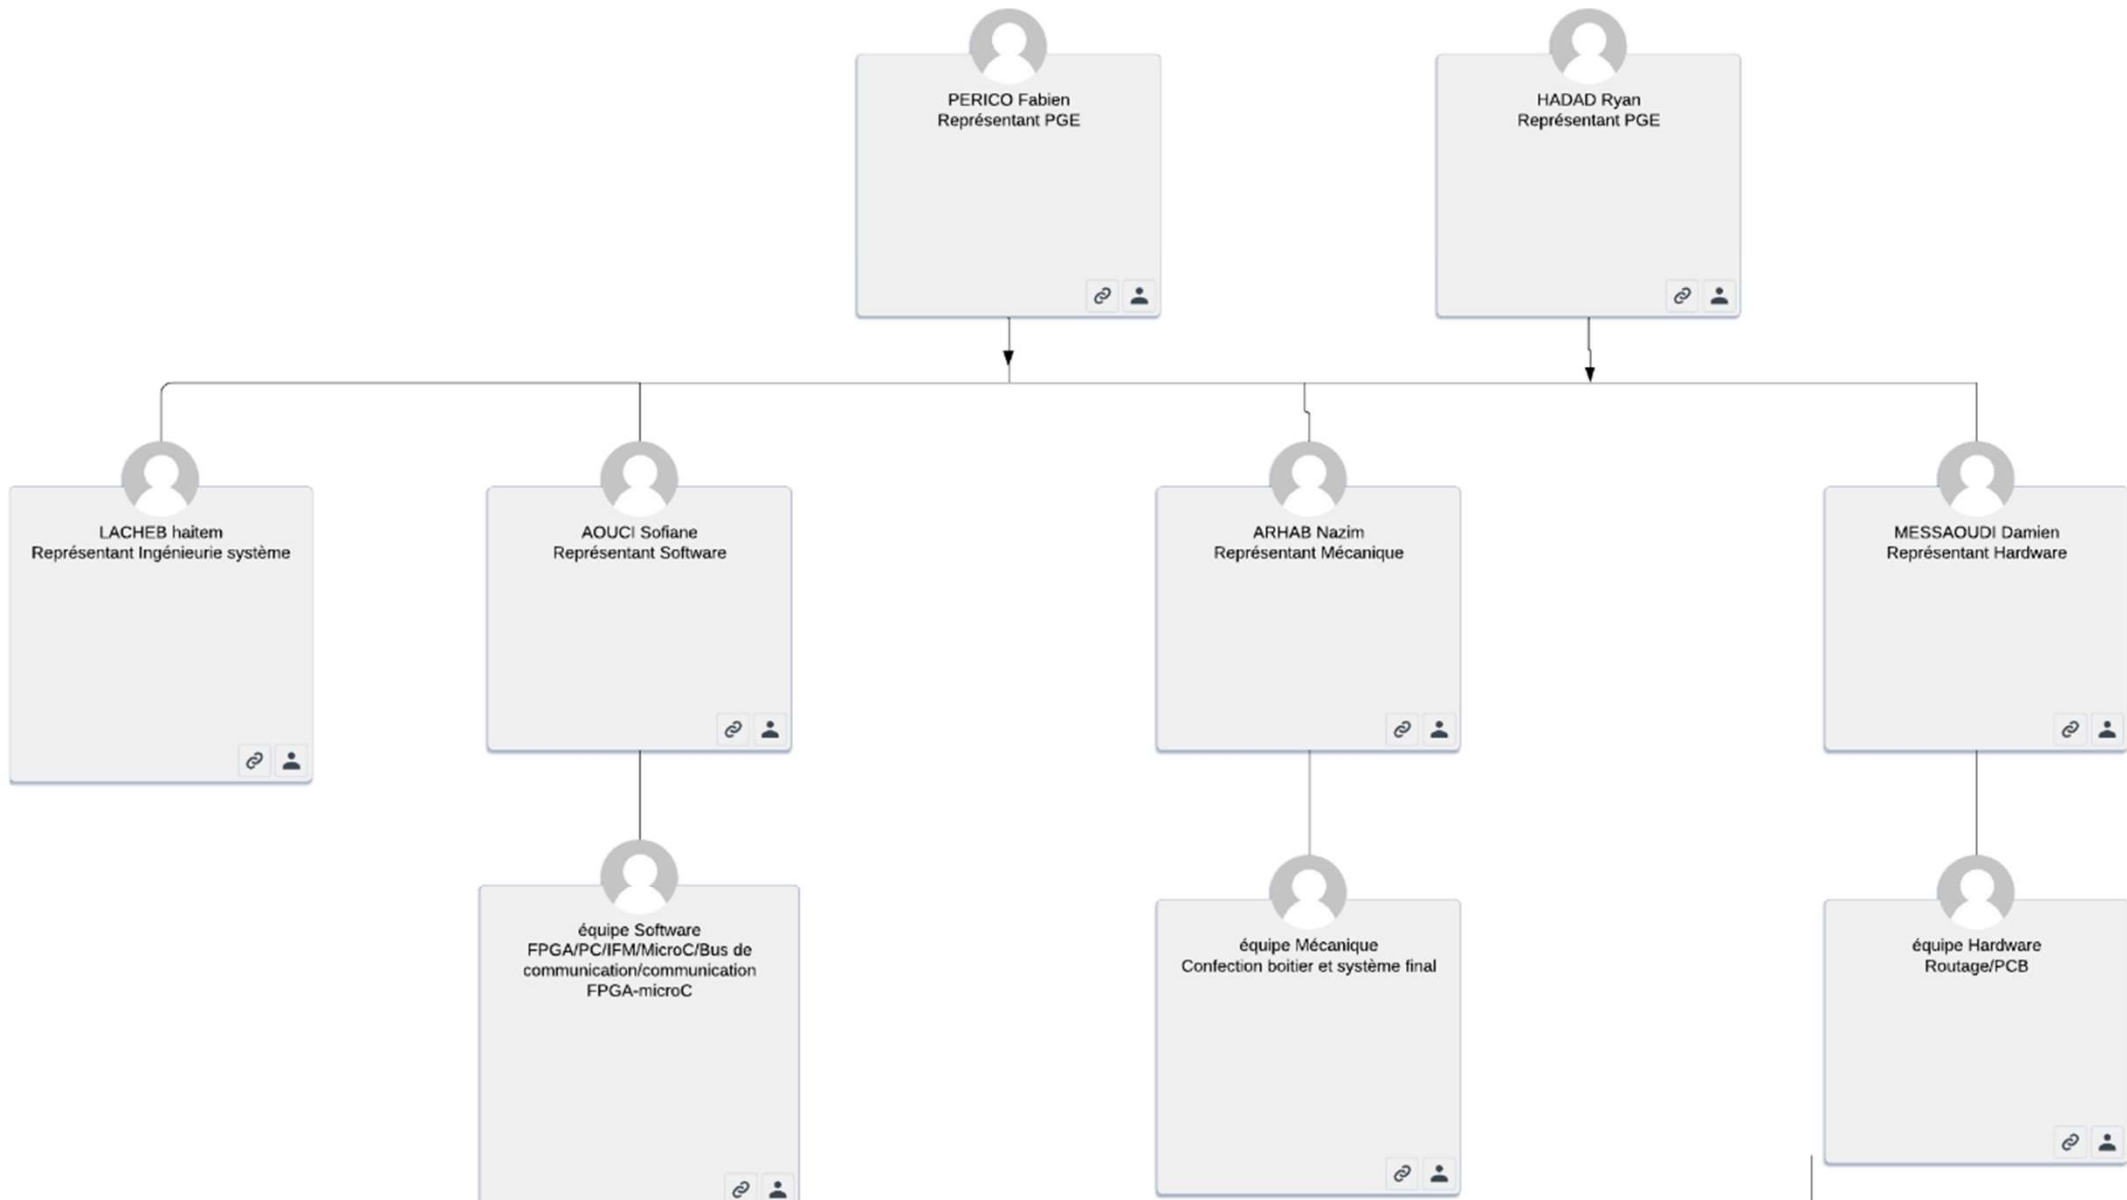 PERICO Fabien
Représentant PGE
HADAD Ryan
Représentant PGE
LACHEB haitem
Représentant Ingénieurie système
AOUCI Sofiane
Représentant Software
ARHAB Nazim
Représentant Mécanique
MESSAOUDI Damien
Représentant Hardware
équipe Software
FPGA/PC/IFM/MicroC/Bus de
communication/communication
FPGA-microC
équipe Mécanique
Confection boitier et système final
équipe Hardware
Routage/PCB